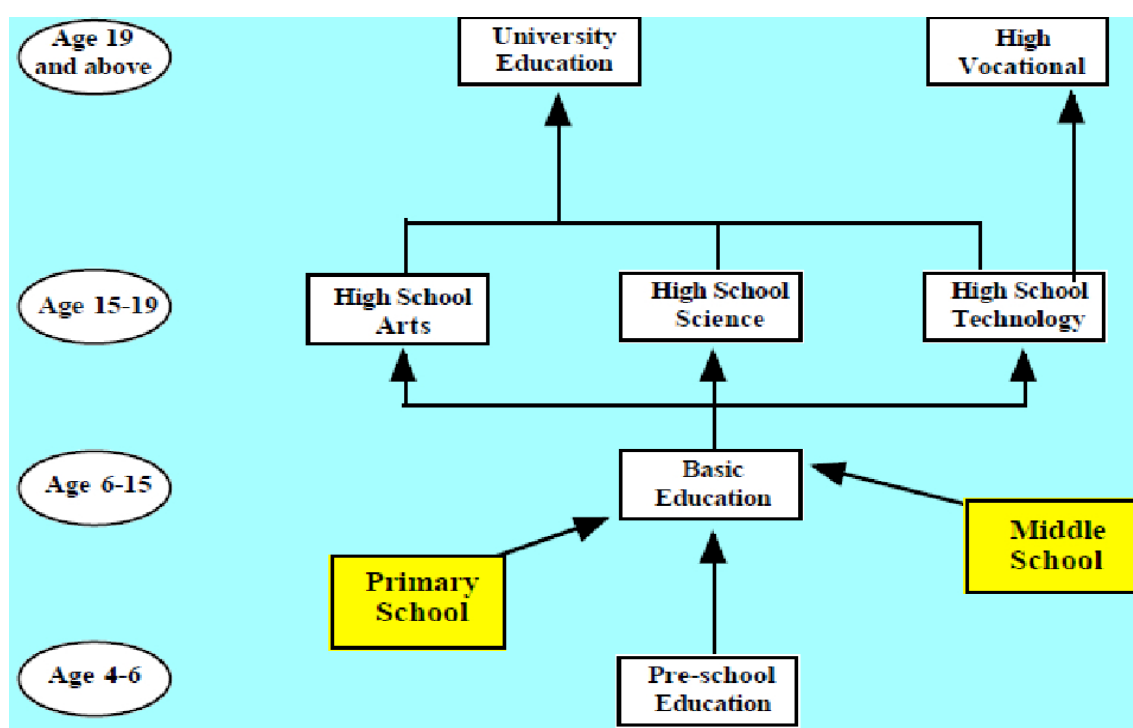 Age 19
and above
University
Education
High
Vocational
Age 15-19
High School
Arts
High School
Science
High School
Technology
Age 6-15
Basic
Education
Middle
School
Primary
School
Age 4-6
Pre-school
Education